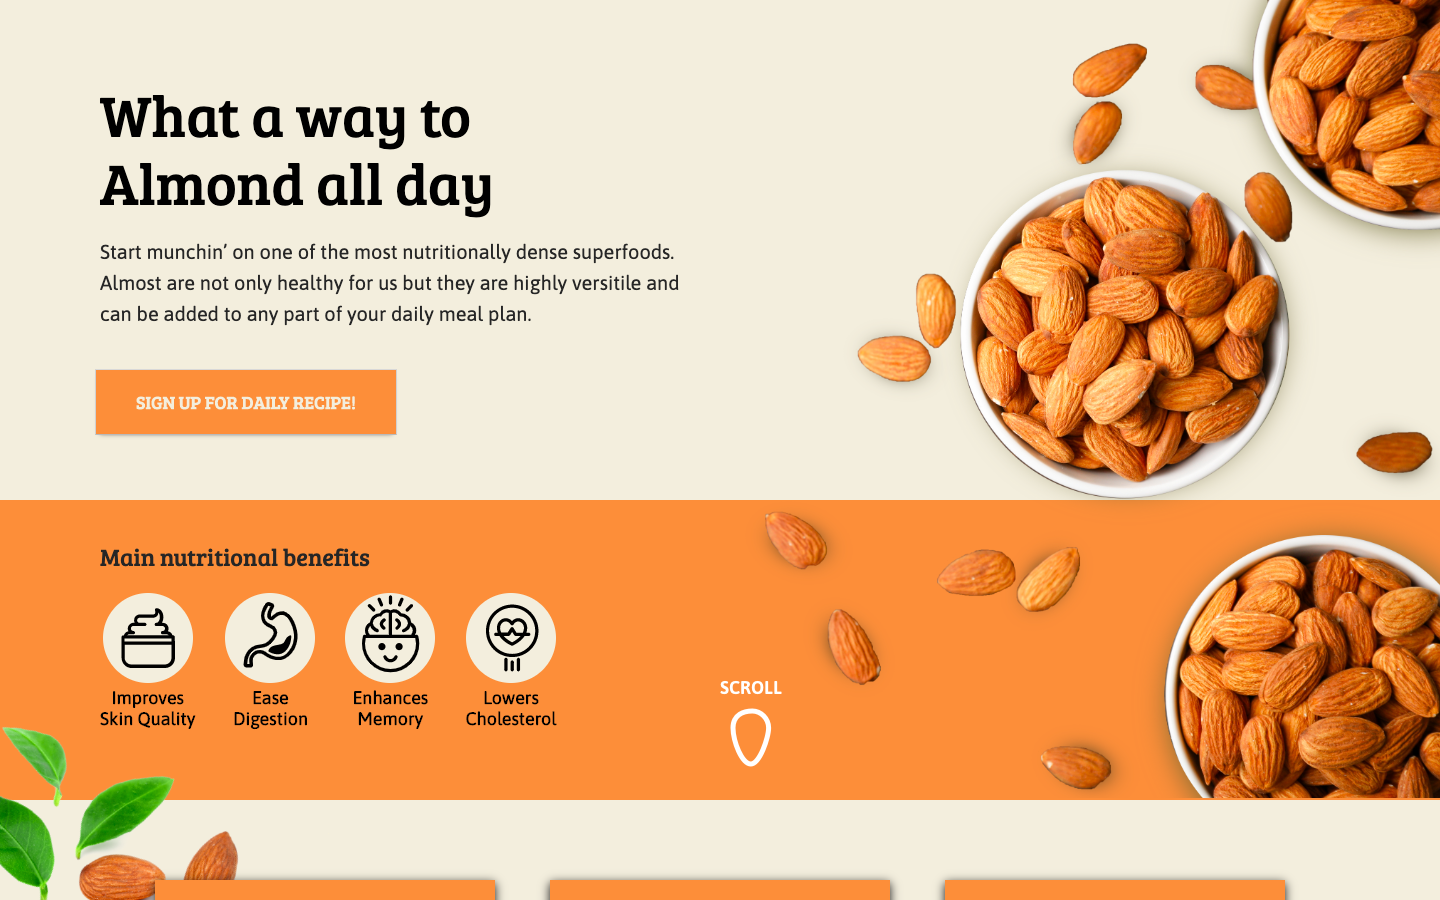 What a way to
Almond all day
Start munchin’ on one of the most nutritionally dense superfoods.
Almost are not only healthy for us but they are highly versitile and
can be added to any part of your daily meal plan.
SIGN UP FOR DAILY RECIPE!
Main nutritional benefits
Improves
Skin Quality
Ease
Digestion
Enhances
Memory
Lowers
Cholesterol
SCROLL